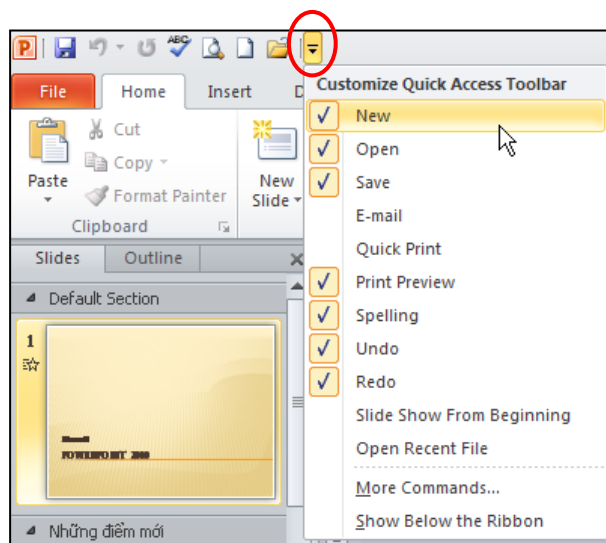 ABC
File Home Insert D
Customize Quick Access Toolbar
New
Open
Save
E-mail
Quick Print
Print Preview
Spelling
Undo
Redo
Slide Show From Beginning
Open Recent File
More Commands...
Show Below the Ribbon
Paste
Cut
Copy
Format Painter
New
Slide
Clipboard
Slides Outline
Default Section
1
POWERPOINT
Những điểm mới